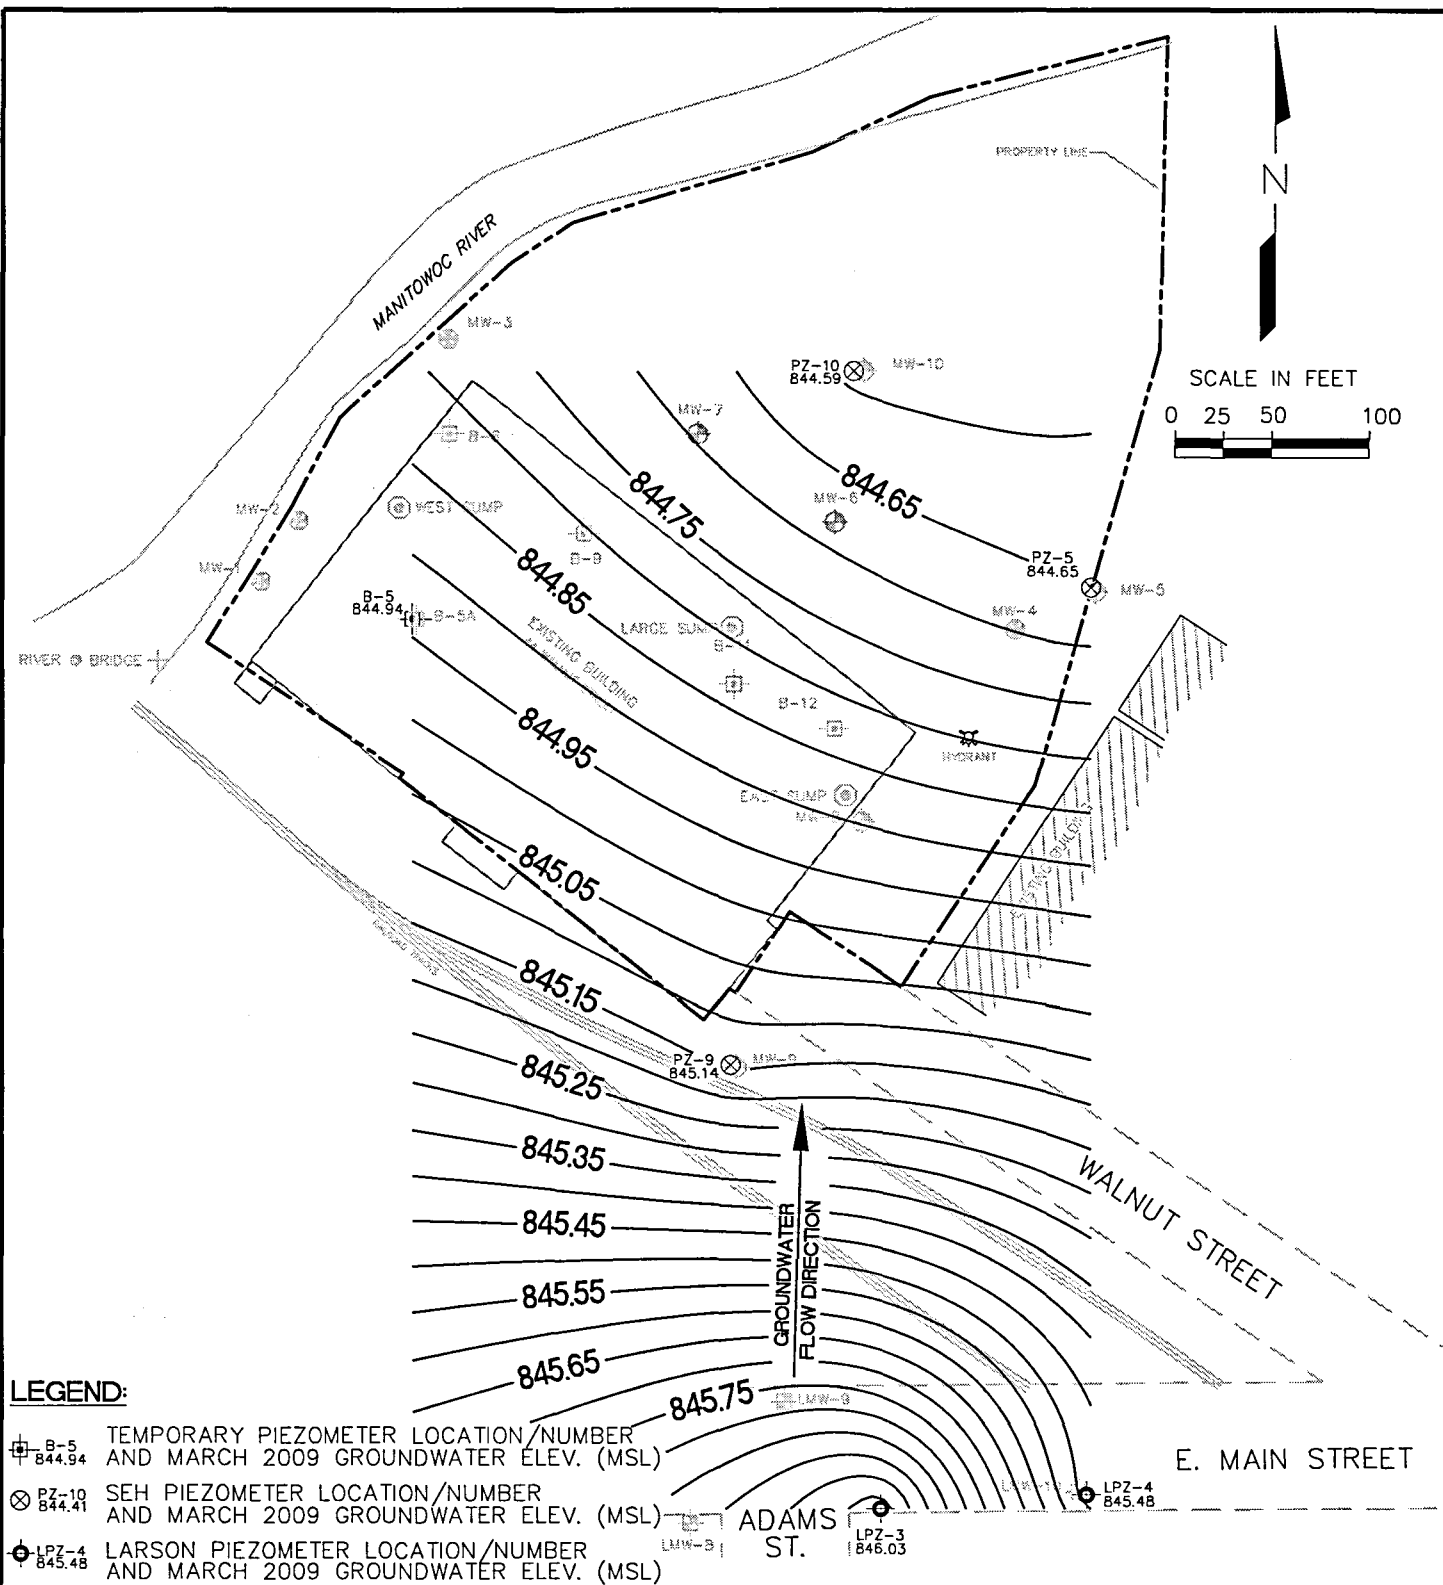 PROPERTY LINE
N
MANITOWOC RIVER
MW-3
PZ-10
844.59
MW-10
SCALE IN FEET
0 25 50 100
MW-7
844.65
844.75
MW-6
WEST SUMP
MW-2
B-9
PZ-5
844.65
MW-5
844.85
MW-1
B-5
844.94
B-5A
MW-4
LARGE SUMP
EXISTING BUILDING
RIVER @ BRIDGE
B-12
844.95
HYDRANT
EAST SUMP
EXISTING BUILDING
845.05
845.15
PZ-9
845.14
MW-9
845.25
845.35
WALNUT STREET
845.45
GROUNDWATER
FLOW DIRECTION
845.55
845.65
845.75
LMW-9
E. MAIN STREET
LPZ-4
845.48
ADAMS
ST.
LPZ-3
846.03
LEGEND:
B-5
844.94
TEMPORARY PIEZOMETER LOCATION/NUMBER
AND MARCH 2009 GROUNDWATER ELEV. (MSL)
PZ-10
844.41
SEH PIEZOMETER LOCATION/NUMBER
AND MARCH 2009 GROUNDWATER ELEV. (MSL)
LPZ-4
845.48
LARSON PIEZOMETER LOCATION/NUMBER
AND MARCH 2009 GROUNDWATER ELEV. (MSL)